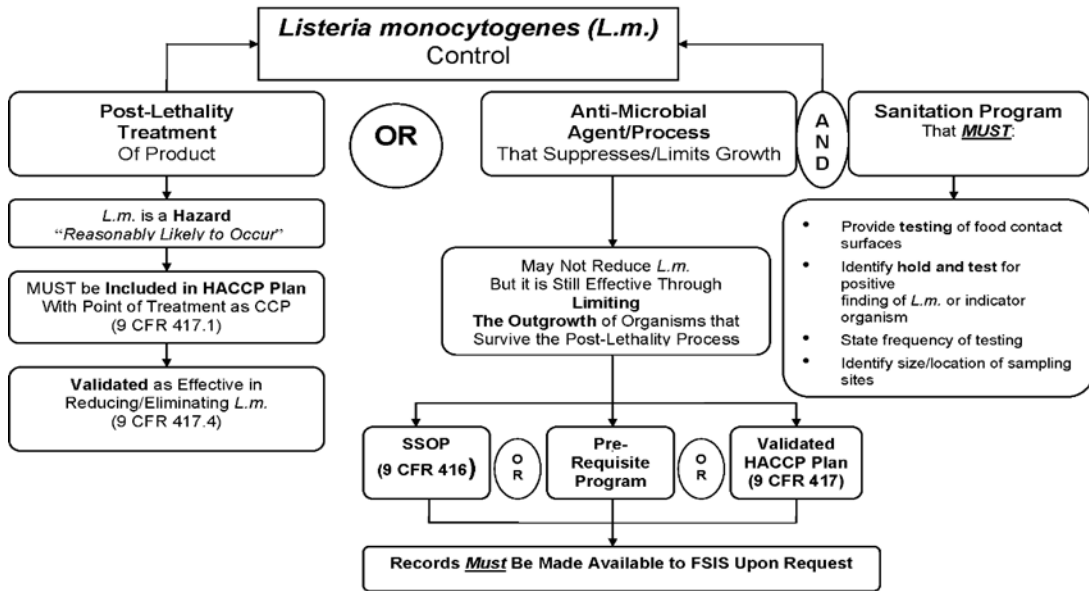 Listeria monocytogenes (L.m.)
Control
Post-Lethality
Treatment
Of Product
OR
Anti-Microbial
Agent/Process
That Suppresses/Limits Growth
A
N
D
Sanitation Program
That MUST:
L.m. is a Hazard
“Reasonably Likely to Occur”
MUST be Included in HACCP Plan
With Point of Treatment as CCP
(9 CFR 417.1)
Validated as Effective in
Reducing/Eliminating L.m.
(9 CFR 417.4)
May Not Reduce L.m.
But it is Still Effective Through
Limiting
The Outgrowth of Organisms that
Survive the Post-Lethality Process
• Provide testing of food contact
surfaces
• Identify hold and test for
positive
finding of L.m. or indicator
organism
• State frequency of testing
• Identify size/location of sampling
sites
SSOP
(9 CFR 416)
O
R
Pre-
Requisite
Program
O
R
Validated
HACCP Plan
(9 CFR 417)
Records Must Be Made Available to FSIS Upon Request